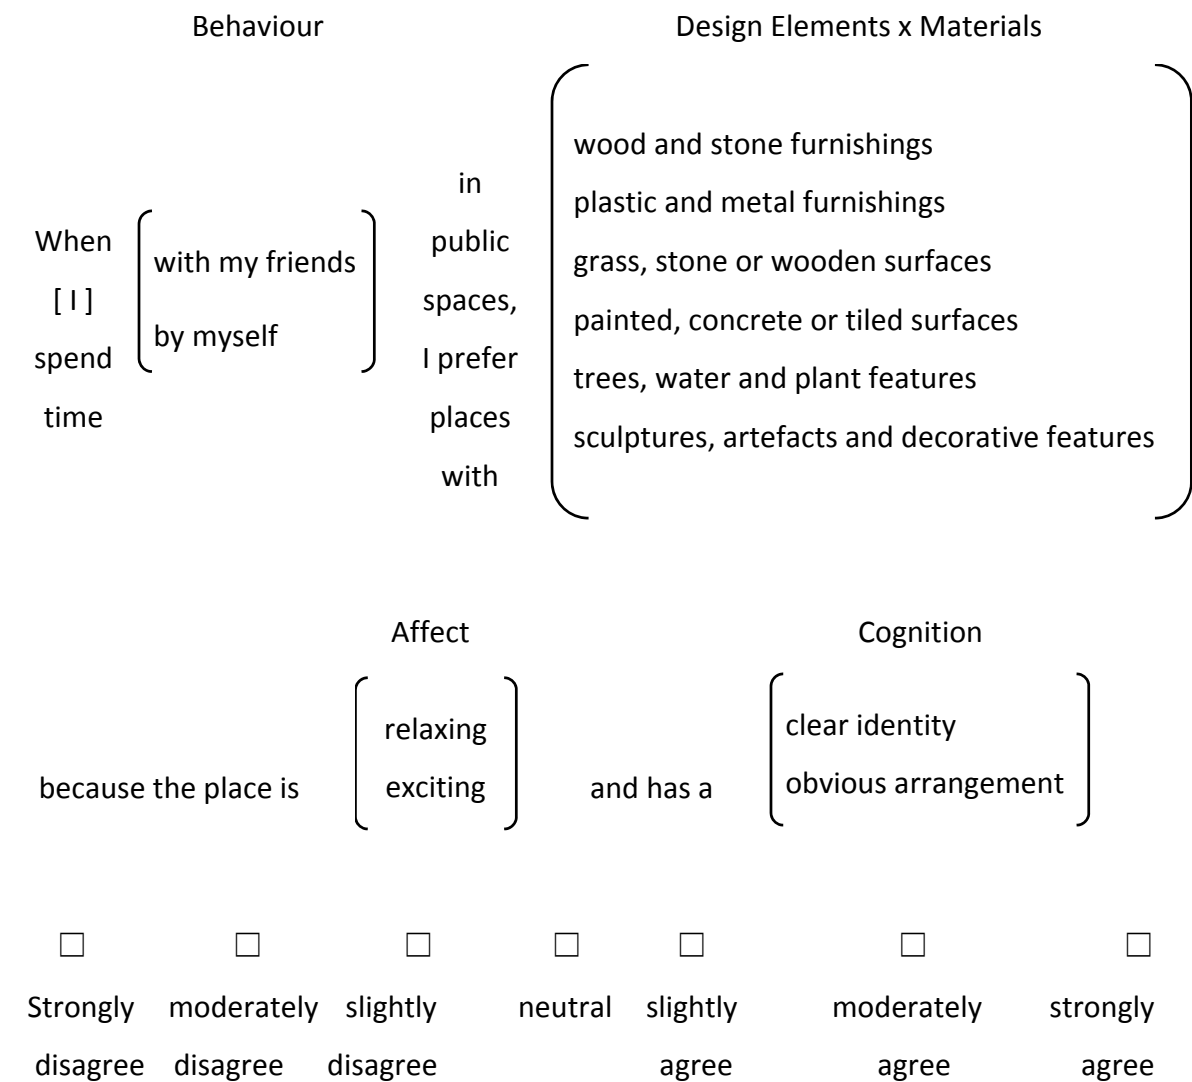 Behaviour
Design Elements x Materials
When
[ I ]
spend
time
with my friends
by myself
in
public
spaces,
I prefer
places
with
wood and stone furnishings
plastic and metal furnishings
grass, stone or wooden surfaces
painted, concrete or tiled surfaces
trees, water and plant features
sculptures, artefacts and decorative features
Affect
Cognition
because the place is
relaxing
exciting
and has a
clear identity
obvious arrangement
☐ ☐ ☐ ☐ ☐ ☐ ☐
Strongly moderately slightly neutral slightly moderately strongly
disagree disagree disagree agree agree agree